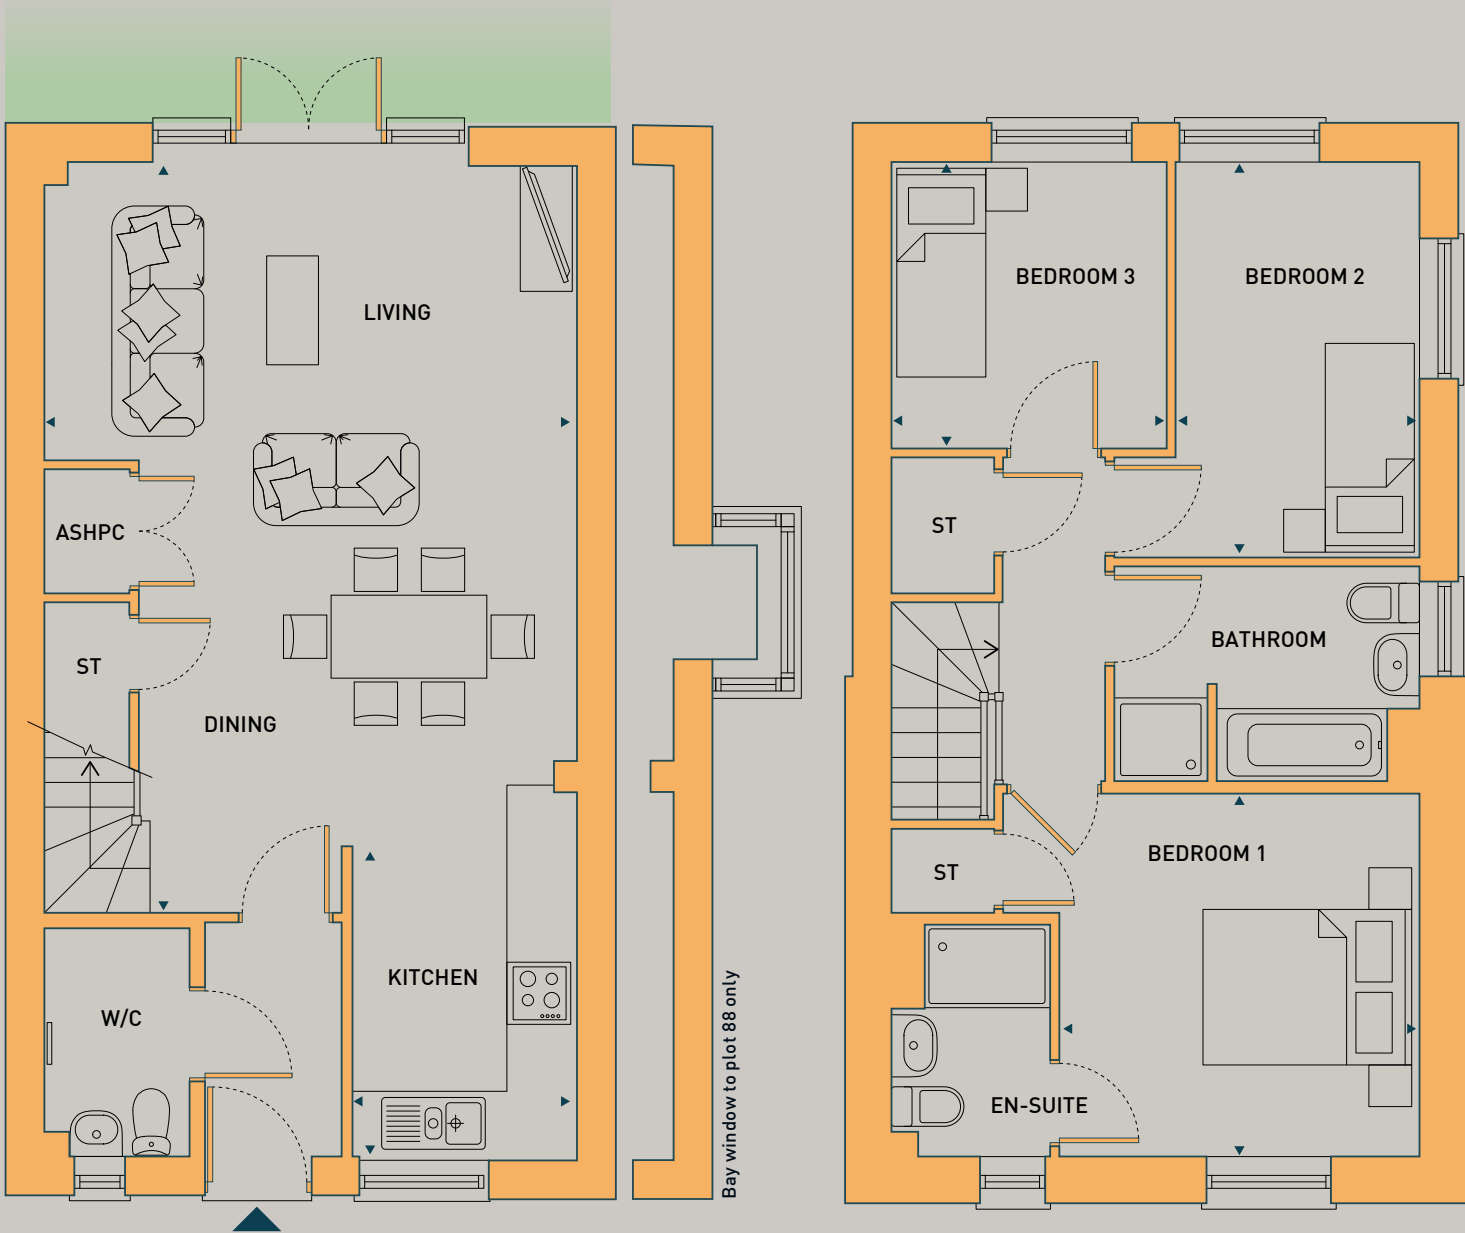 LIVING
ASHPC
ST
DINING
KITCHEN
W/C
Bay window to plot 88 only
BEDROOM 3
BEDROOM 2
ST
BATHROOM
BEDROOM 1
ST
EN-SUITE